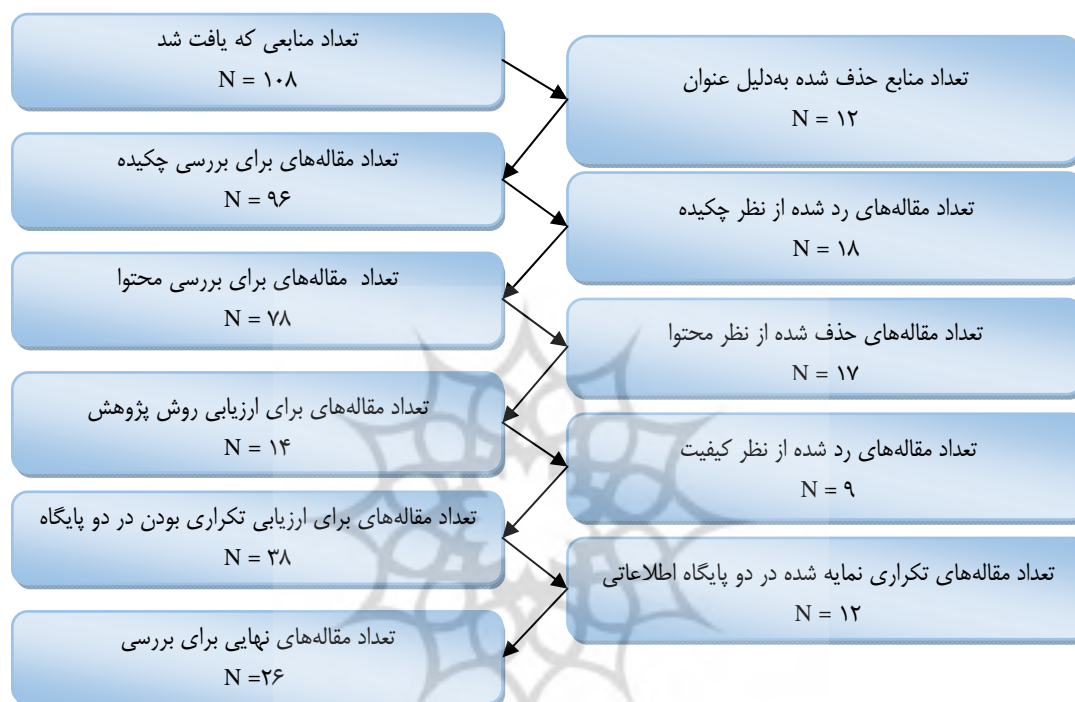 تعداد منابعی که یافت شد
N = ۱۰۸
تعداد منابع حذف شده به‌دلیل عنوان
N = ۱۲
تعداد مقاله‌های برای بررسی چکیده
N = ۹۶
تعداد مقاله‌های رد شده از نظر چکیده
N = ۱۸
تعداد مقاله‌های برای بررسی محتوا
N = ۷۸
تعداد مقاله‌های حذف شده از نظر محتوا
N = ۱۷
تعداد مقاله‌های برای ارزیابی روش پژوهش
N = ۱۴
تعداد مقاله‌های رد شده از نظر کیفیت
N = ۹
تعداد مقاله‌های برای ارزیابی تکراری بودن در دو پایگاه
N = ۳۸
تعداد مقاله‌های تکراری نمایه شده در دو پایگاه اطلاعاتی
N = ۱۲
تعداد مقاله‌های نهایی برای بررسی
N =۲۶